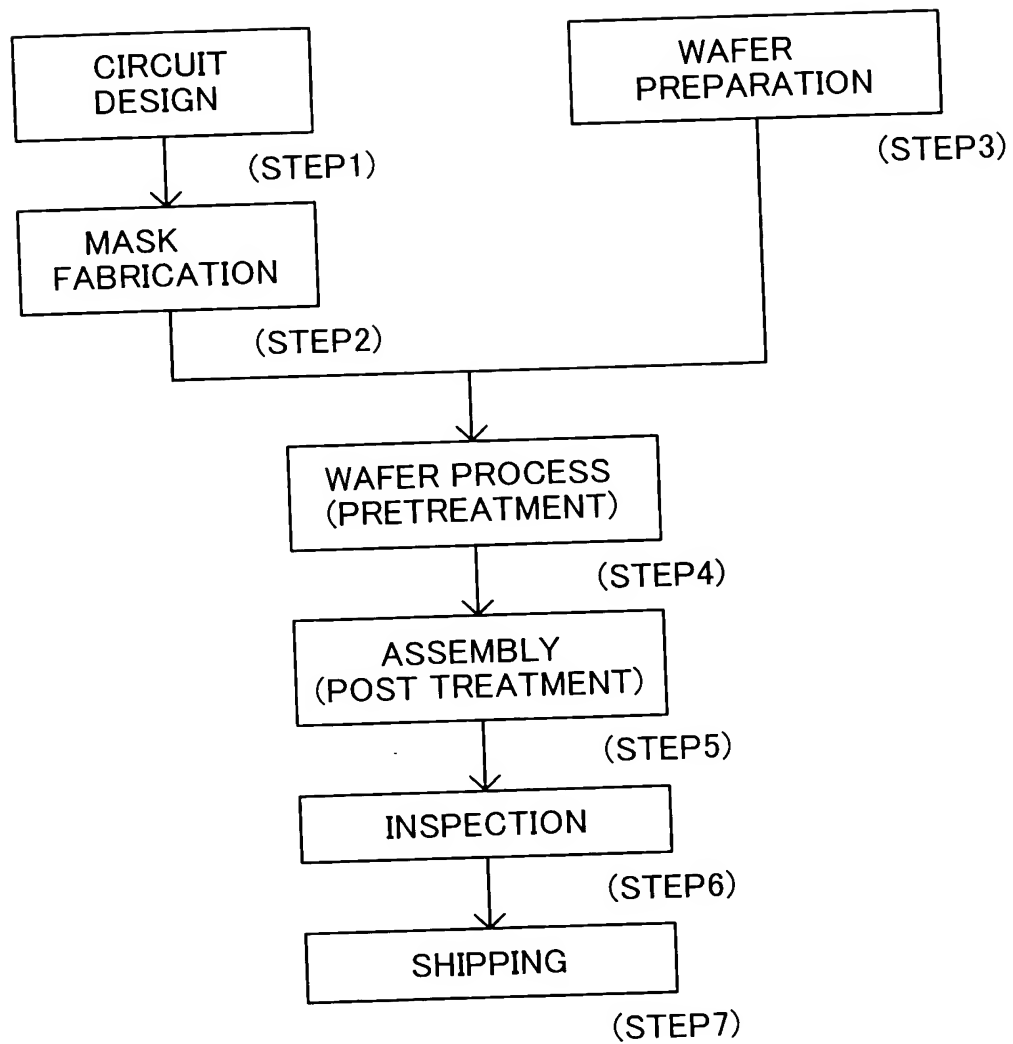 CIRCUIT
DESIGN
(STEP1)
WAFER
PREPARATION
(STEP3)
MASK
FABRICATION
(STEP2)
WAFER PROCESS
(PRETREATMENT)
(STEP4)
ASSEMBLY
(POST TREATMENT)
(STEP5)
INSPECTION
(STEP6)
SHIPPING
(STEP7)